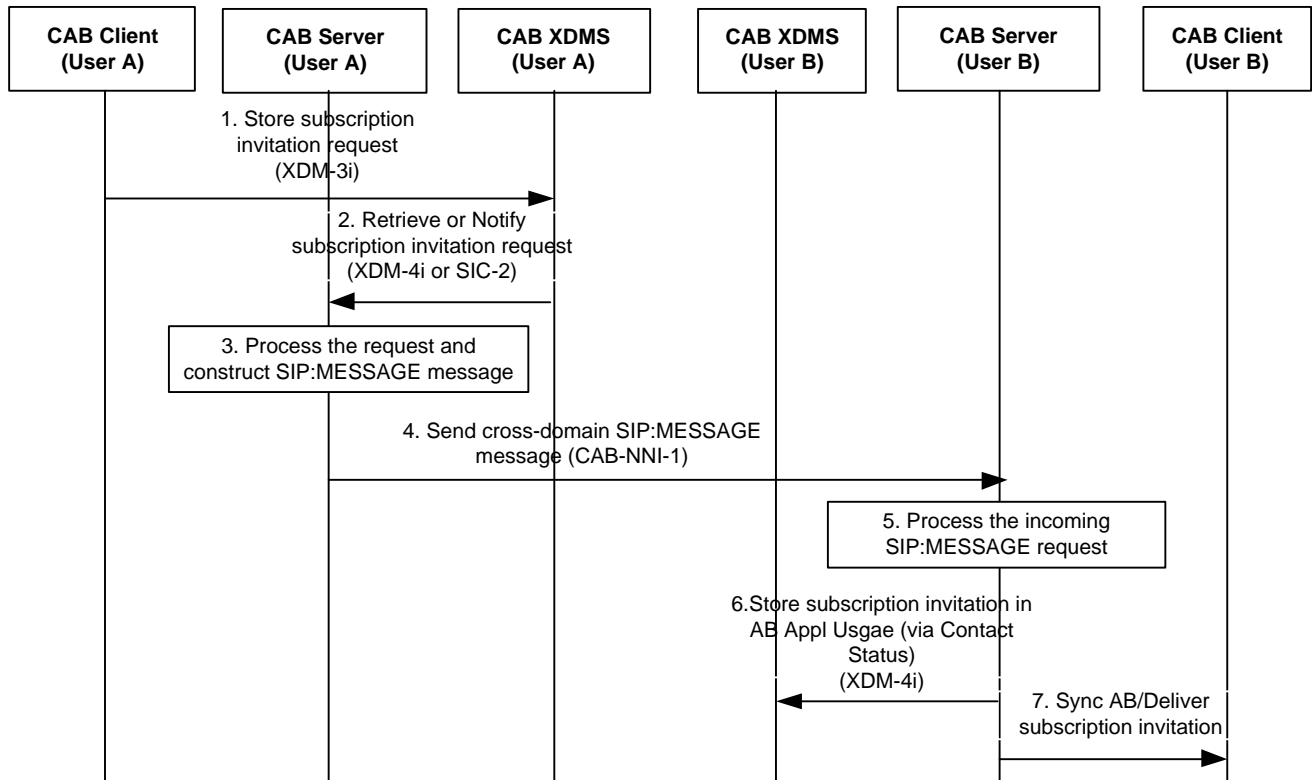 CAB Client
(User A)
CAB Server
(User A)
CAB XDMS
(User A)
CAB XDMS
(User B)
CAB Server
(User B)
CAB Client
(User B)
1. Store subscription
invitation request
(XDM-3i)
2. Retrieve or Notify
subscription invitation request
(XDM-4i or SIC-2)
3. Process the request and
construct SIP:MESSAGE message
4. Send cross-domain SIP:MESSAGE
message (CAB-NNI-1)
5. Process the incoming
SIP:MESSAGE request
6.Store subscription invitation in
AB Appl Usgae (via Contact
Status)
(XDM-4i)
7. Sync AB/Deliver
subscription invitation